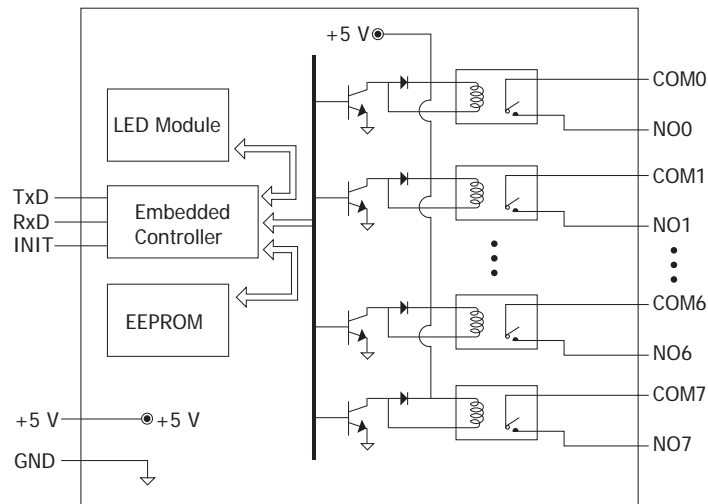 +5 V
COM0
LED Module
NO0
COM1
TxD
RxD
INIT
Embedded
Controller
NO1
EEPROM
COM6
NO6
COM7
+5 V
+5 V
NO7
GND